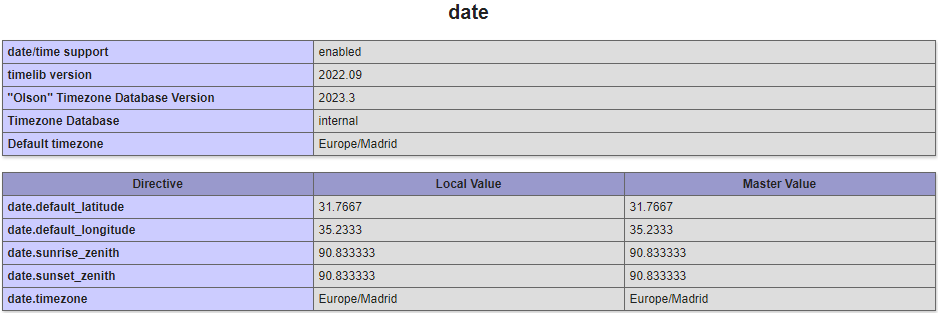 date
date/time support enabled
timelib version 2022.09
"Olson" Timezone Database Version 2023.3
Timezone Database internal
Default timezone Europe/Madrid
Directive Local Value Master Value
date.default_latitude 31.7667 31.7667
date.default_longitude 35.2333 35.2333
date.sunrise_zenith 90.833333 90.833333
date.sunset_zenith 90.833333 90.833333
date.timezone Europe/Madrid Europe/Madrid